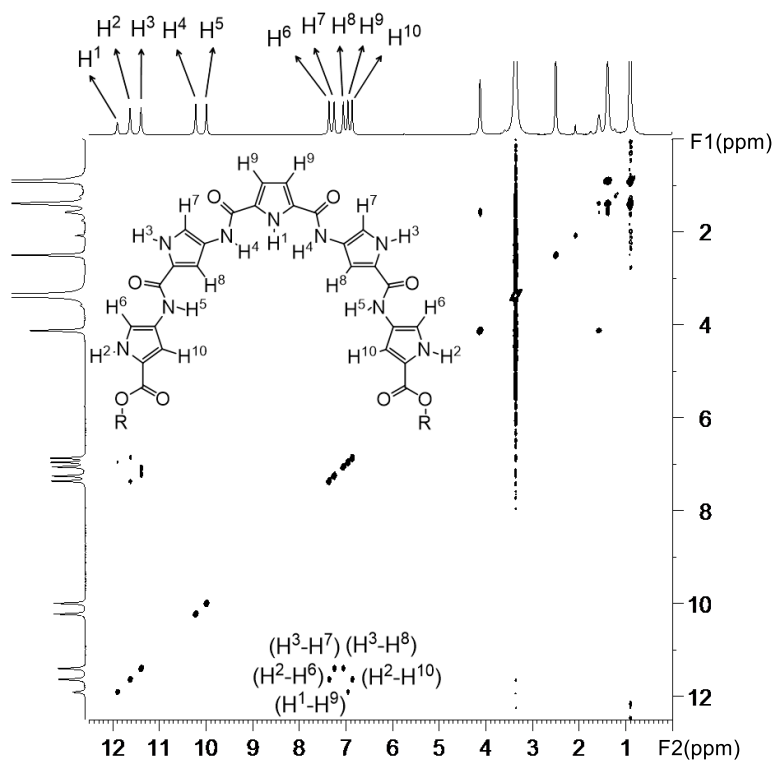 H² H³ H⁴ H⁵ H⁷ H⁸ H⁹
H¹ H⁶ H¹⁰
F1(ppm)
H⁹ H⁹
H⁷ O O H⁷
H³ N N H⁴ N H¹ N H⁴ N H³
O H⁸ H⁸ O
H⁶ N H⁵ H⁵ N H⁶
H² N H¹⁰ H¹⁰ N H²
O O O O
R R
2
4
6
8
10
12
(H³-H⁷) (H³-H⁸)
(H²-H⁶) (H²-H¹⁰)
(H¹-H⁹)
12 11 10 9 8 7 6 5 4 3 2 1 F2(ppm)